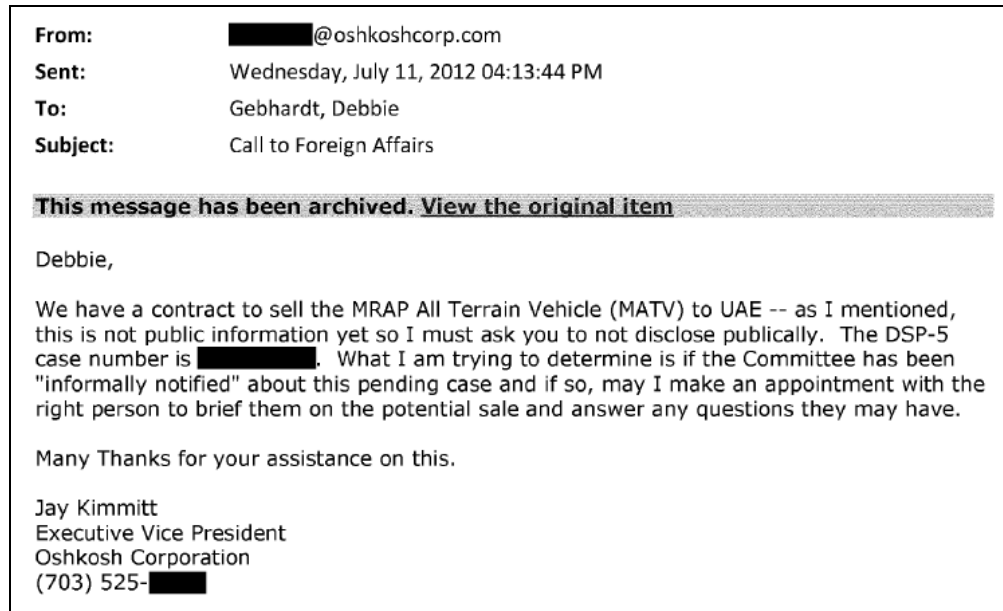 From: @oshkoshcorp.com
Sent: Wednesday, July 11, 2012 04:13:44 PM
To: Gebhardt, Debbie
Subject: Call to Foreign Affairs
This message has been archived. View the original item
Debbie,
We have a contract to sell the MRAP All Terrain Vehicle (MATV) to UAE -- as I mentioned,
this is not public information yet so I must ask you to not disclose publically. The DSP-5
case number is . What I am trying to determine is if the Committee has been
"informally notified" about this pending case and if so, may I make an appointment with the
right person to brief them on the potential sale and answer any questions they may have.
Many Thanks for your assistance on this.
Jay Kimmitt
Executive Vice President
Oshkosh Corporation
(703) 525-